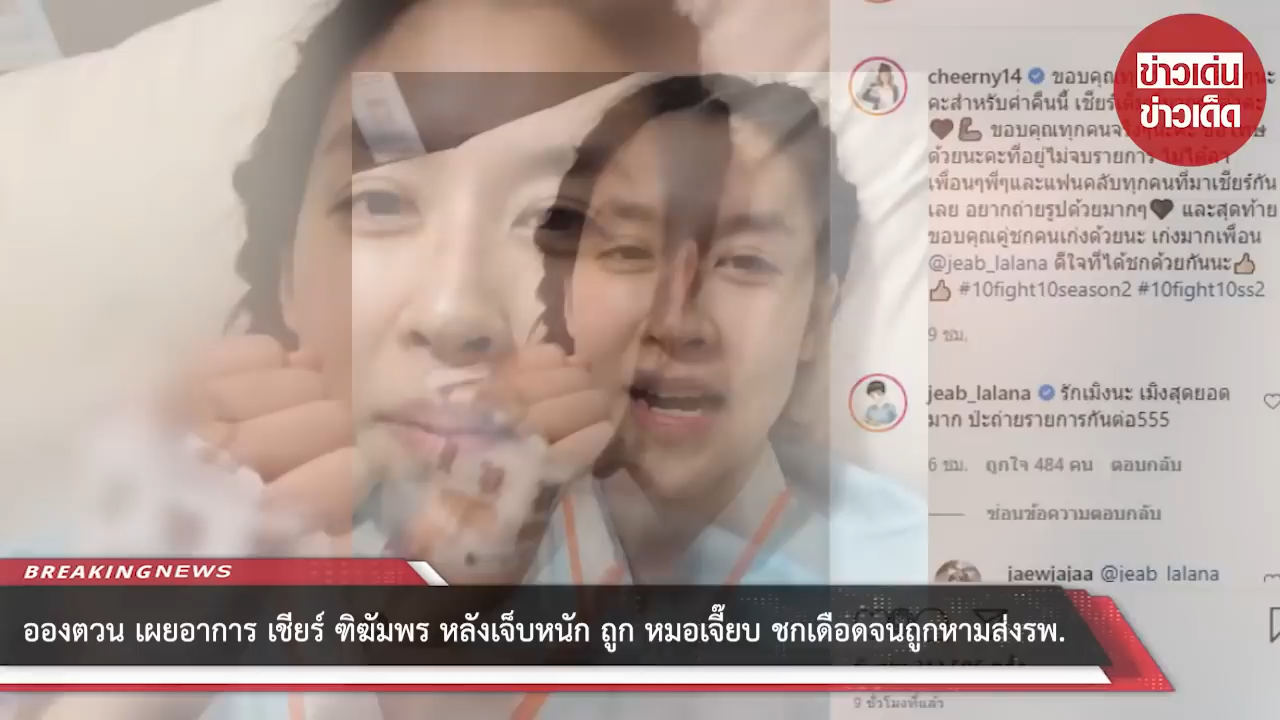 ข่าวเด่น
ข่าวเด็ด
cheerny14 ขอบคุณ
คะสำหรับค่ำคืนนี้ เชียร์
ขอบคุณทุกคน
ด้วยนะคะที่อยู่ไม่จบรายการ ไม่ได้ลา
เพื่อนๆพี่ๆและแฟนคลับทุกคนที่มาเชียร์กัน
เลย อยากถ่ายรูปด้วยมากๆ🖤 และสุดท้าย
ขอบคุณคู่ชกคนเก่งด้วยนะ เก่งมากเพื่อน
@jeab_lalana ดีใจที่ได้ชกด้วยกันนะ👍
👍 #10fight10season2 #10fight10ss2
9 ชม.
jeab_lalana รักเมิงนะ เมิงสุดยอด
มาก ป่ะถ่ายรายการกันต่อ555
6 ชม. ถูกใจ 484 คน ตอบกลับ
ซ่อนข้อความตอบกลับ
jaewjajaa @jeab_lalana
BREAKING NEWS
อองตวน เผยอาการ เชียร์ ฑิฆัมพร หลังเจ็บหนัก ถูก หมอเจี๊ยบ ชกเดือดจนถูกหามส่งรพ.
9 ชั่วโมงที่แล้ว